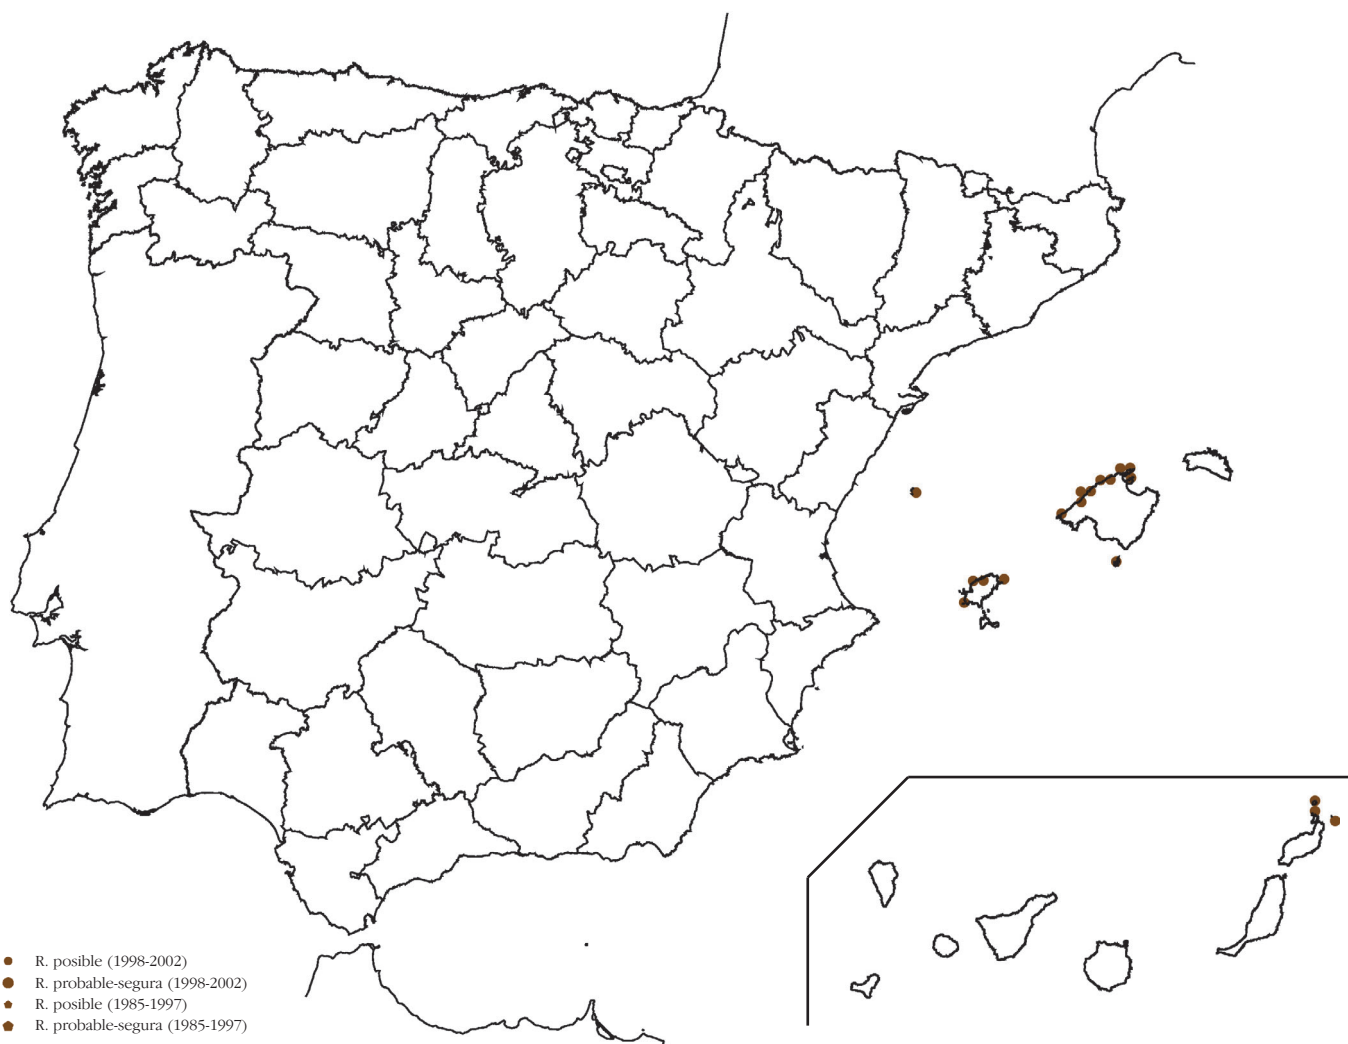 R. posible (1998-2002)
R. probable-segura (1998-2002)
R. posible (1985-1997)
R. probable-segura (1985-1997)